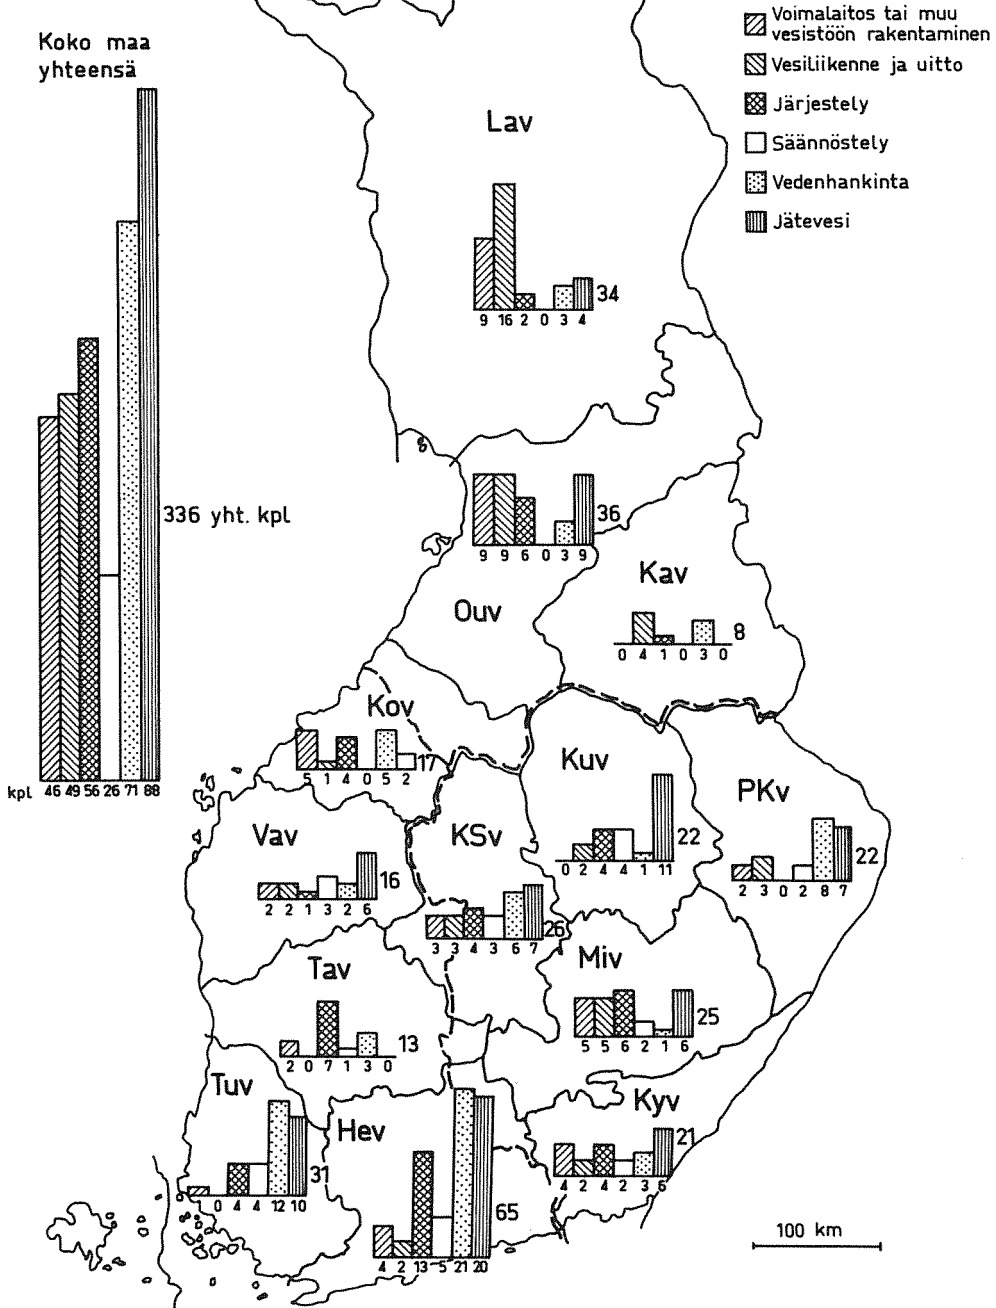 Koko maa
yhteensä
336 yht. kpl
kpl 46 49 56 26 71 88
Voimalaitos tai muu
vesistöön rakentaminen
Vesiliikenne ja uitto
Järjestely
Säännöstely
Vedenhankinta
Jätevesi
Lav
34
9 16 2 0 3 4
36
9 9 6 0 3 9
Ouv
Kav
8
0 4 1 0 3 0
Kov
17
5 1 4 0 5 2
Kuv
22
0 2 4 4 1 11
PKv
22
2 3 0 2 8 7
Vav
16
2 2 1 3 2 6
KSv
26
3 3 4 3 6 7
Miv
25
5 5 6 2 1 6
Tav
13
2 0 7 1 3 0
Tuv
31
1 0 4 4 12 10
Hev
65
4 2 13 5 21 20
Kyv
21
4 2 4 2 3 6
100 km